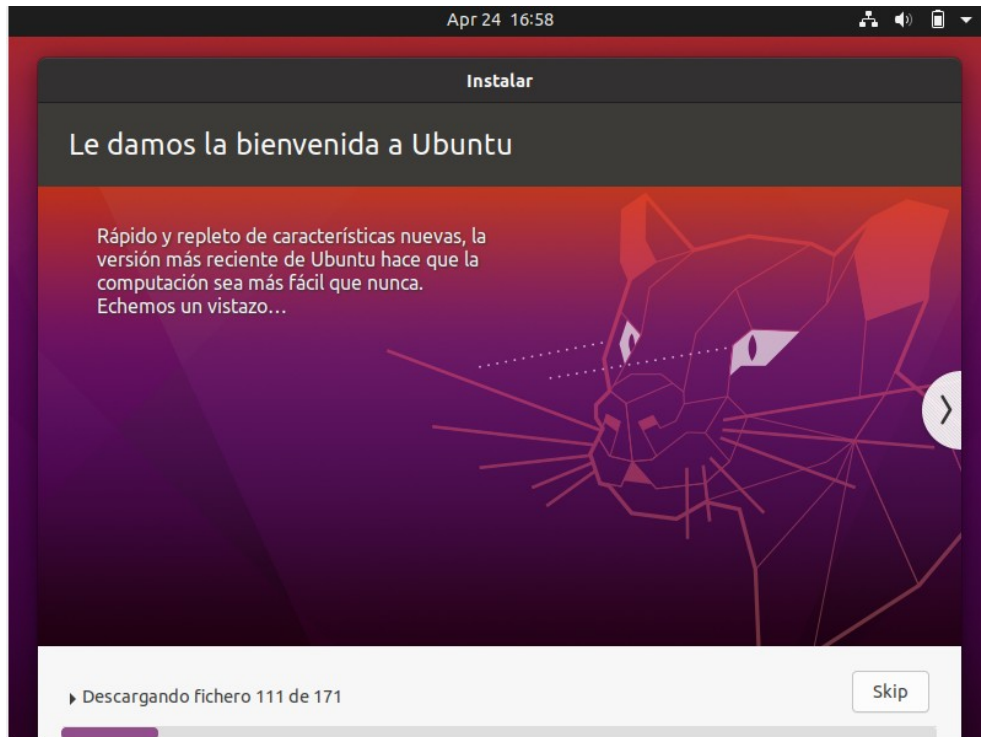 Apr 24 16:58
Instalar
Le damos la bienvenida a Ubuntu
Rápido y repleto de características nuevas, la
versión más reciente de Ubuntu hace que la
computación sea más fácil que nunca.
Echemos un vistazo…
Descargando fichero 111 de 171
Skip